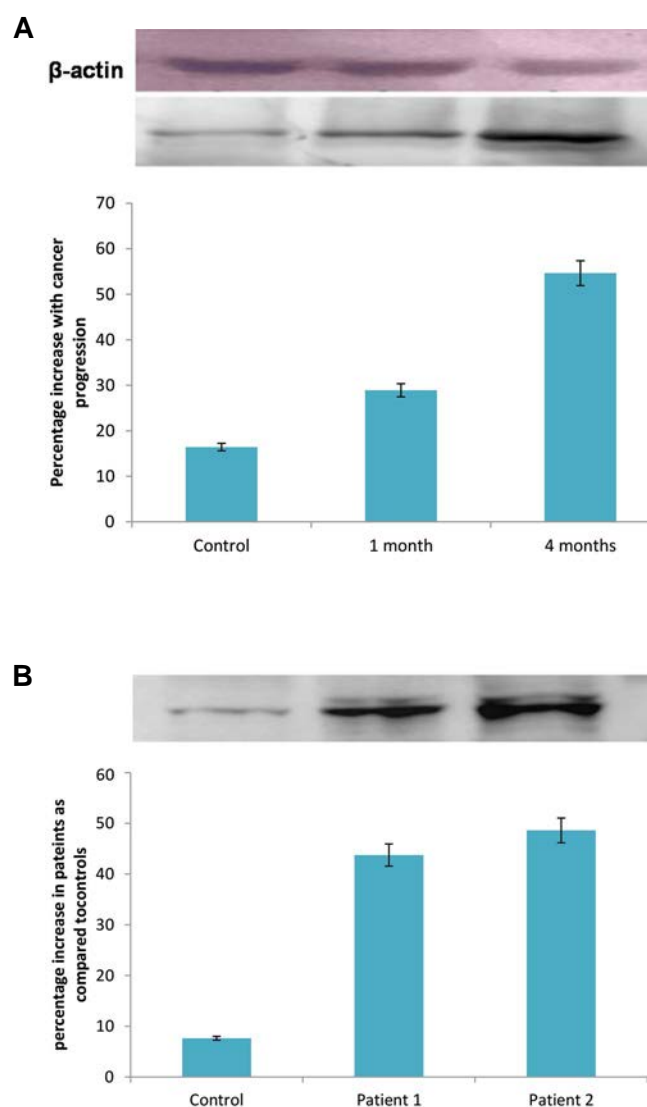 A
β-actin
70
60
50
40
30
20
10
0
Percentage increase with cancer
progression
Control 1 month 4 months
B
60
50
40
30
20
10
0
percentage increase in pateints as
compared tocontrols
Control Patient 1 Patient 2